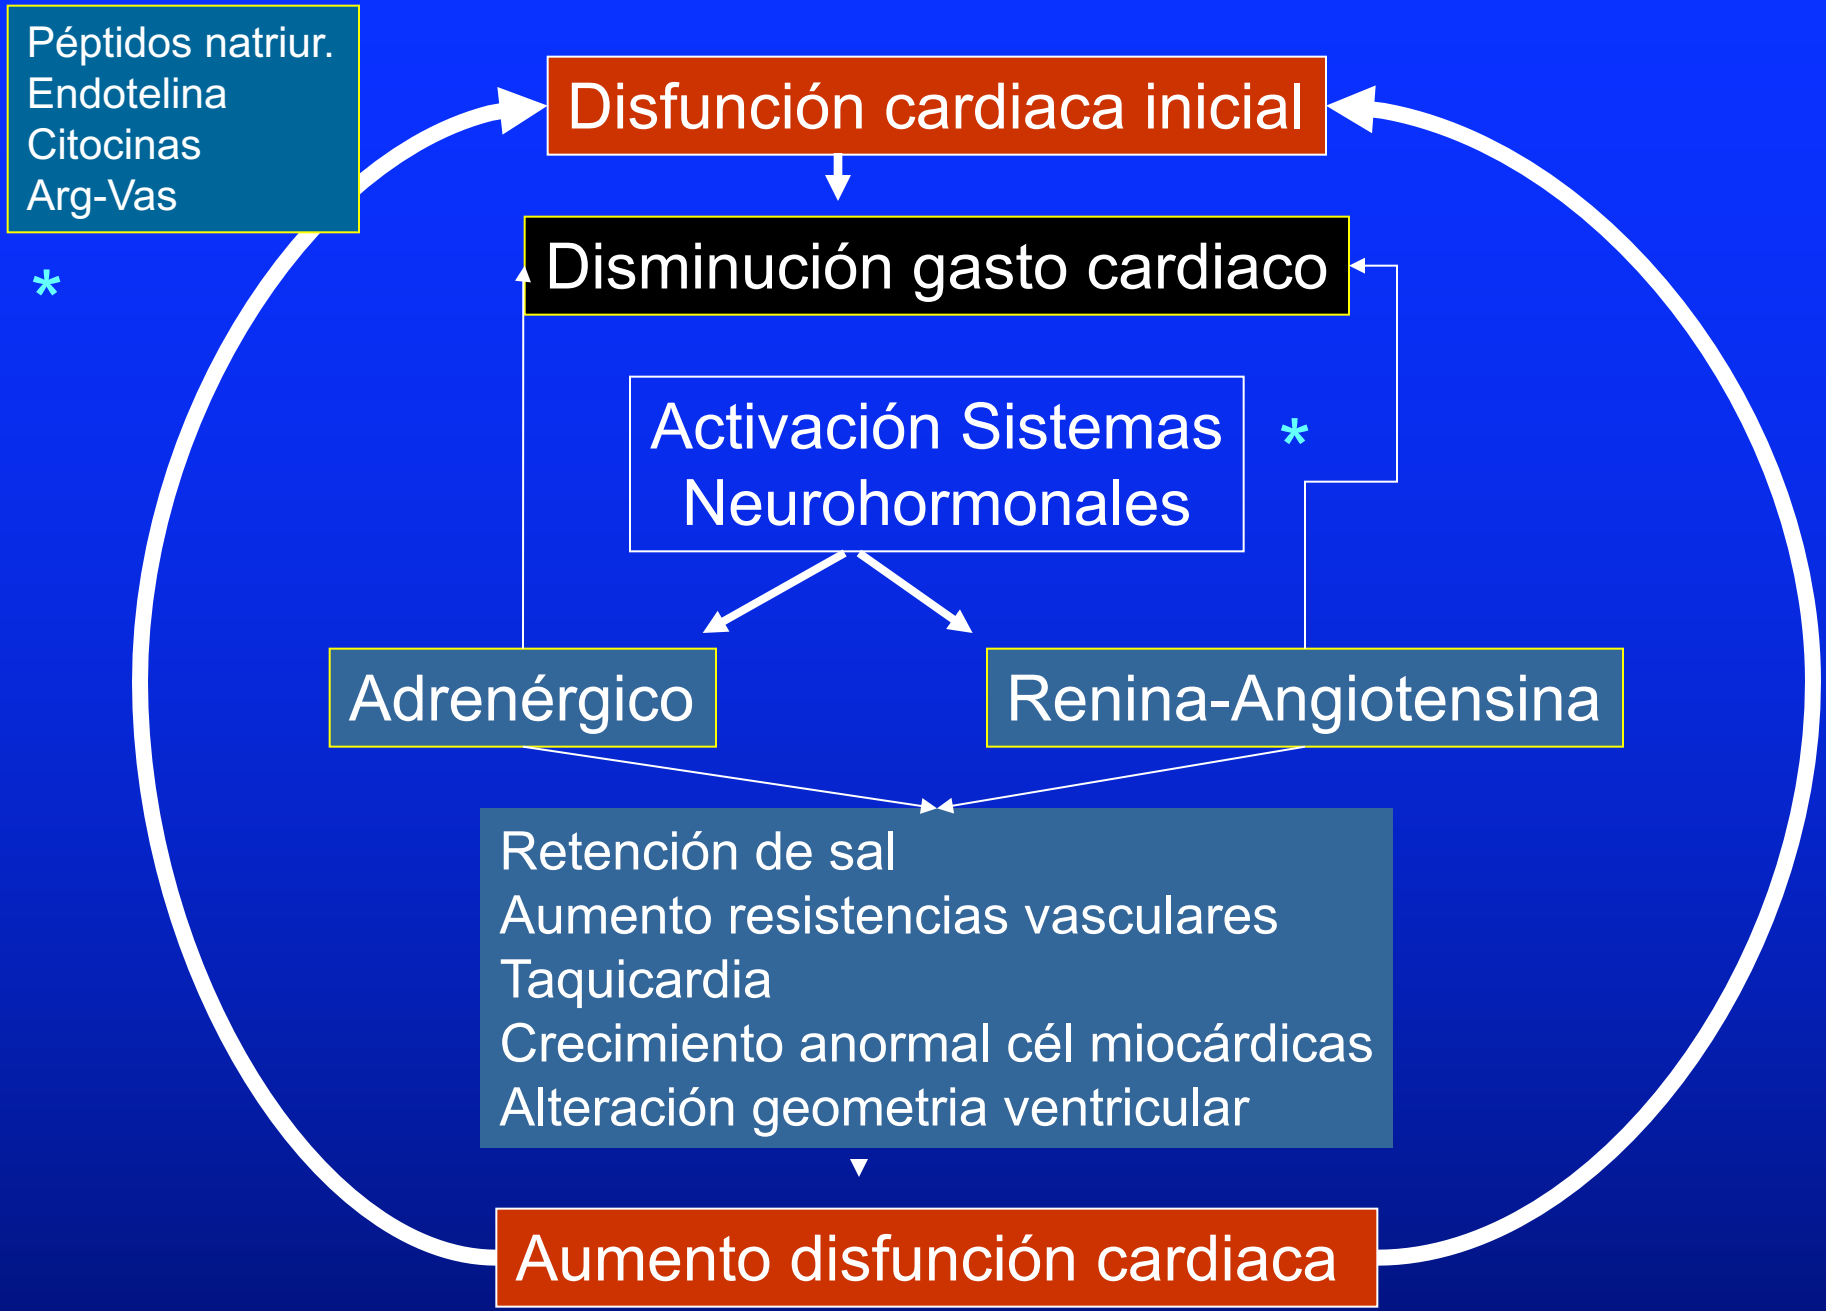 Péptidos natriur.
Endotelina
Citocinas
Arg-Vas
*
Disfunción cardiaca inicial
Disminución gasto cardiaco
Activación Sistemas
Neurohormonales
*
Adrenérgico
Renina-Angiotensina
Retención de sal
Aumento resistencias vasculares
Taquicardia
Crecimiento anormal cél miocárdicas
Alteración geometria ventricular
Aumento disfunción cardiaca